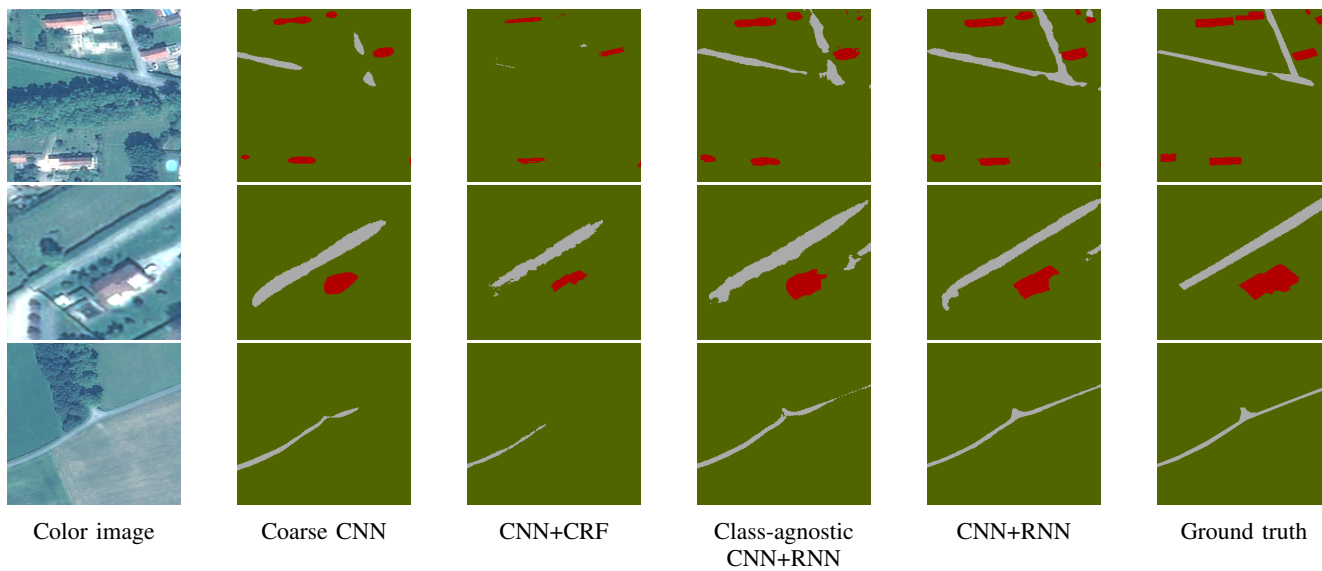 Color image
Coarse CNN
CNN+CRF
Class-agnostic
CNN+RNN
CNN+RNN
Ground truth